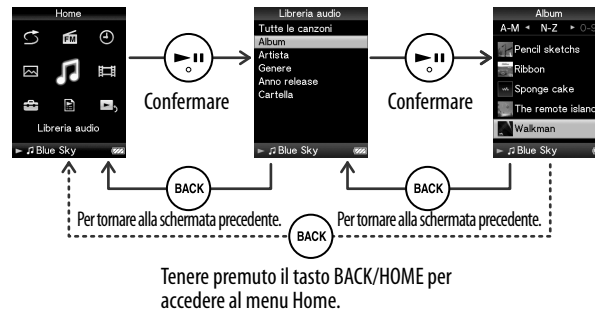 Home
FM
Libreria audio
Blue Sky
Confermare
Libreria audio
Tutte le canzoni
Album
Artista
Genere
Anno release
Cartella
Blue Sky
Confermare
Album
A-M N-Z
Pencil sketchs
Ribbon
Sponge cake
The remote island
Walkman
Blue Sky
BACK
BACK
Per tornare alla schermata precedente.
Per tornare alla schermata precedente.
BACK
Tenere premuto il tasto BACK/HOME per
accedere al menu Home.